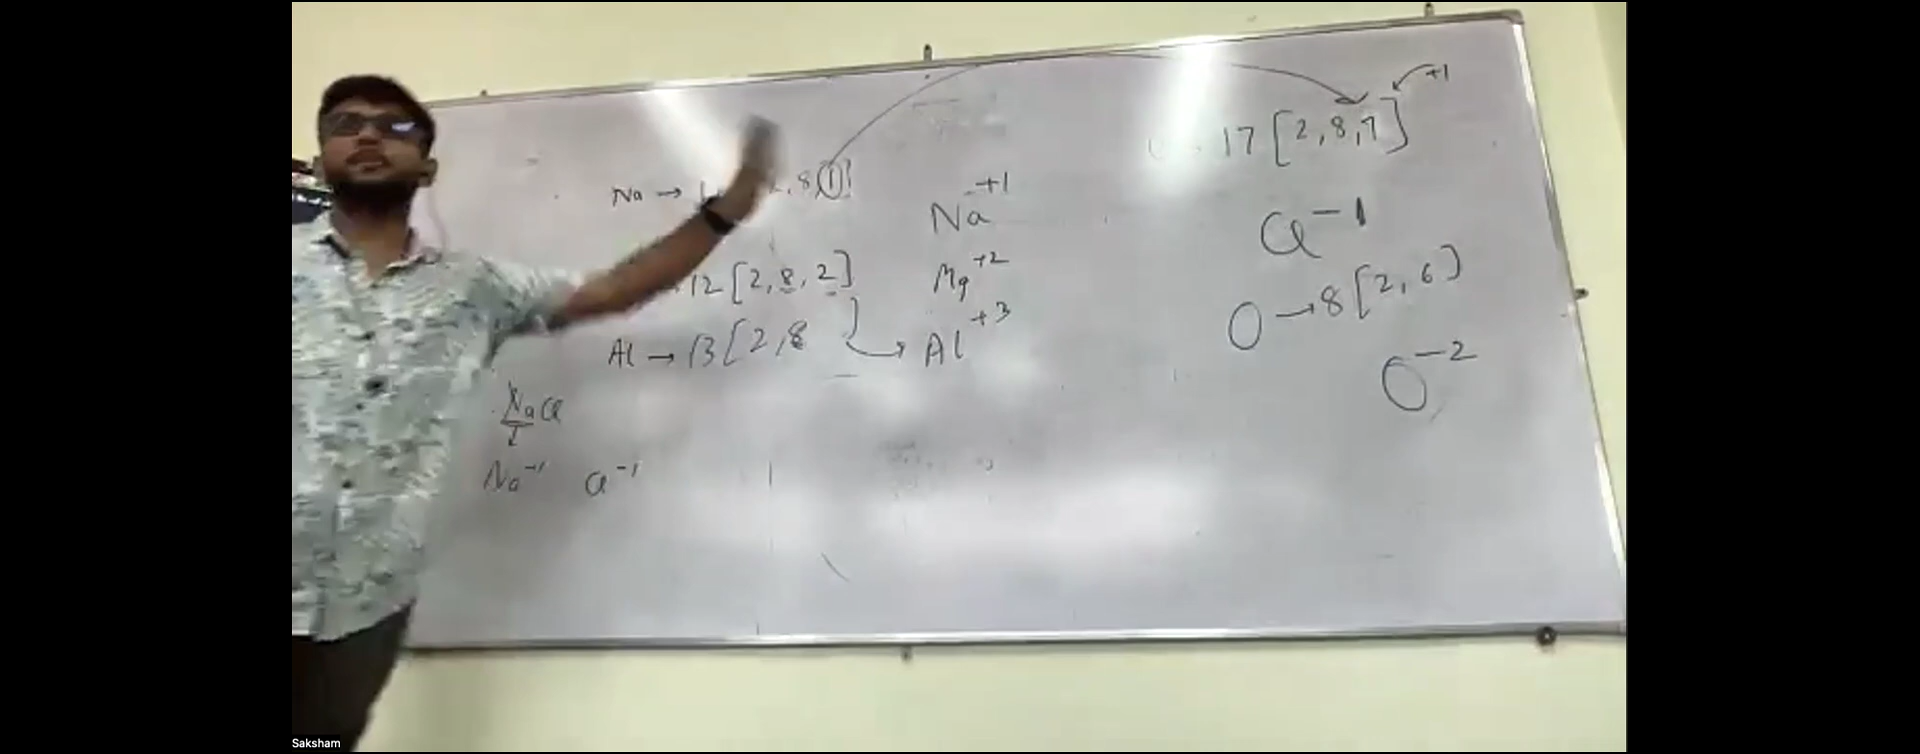 +1
17 [2,8,7]
Na →
,8,1]
Na+1
Cl−1
12 [2,8,2]
Mg+2
O → 8 [2,6)
Al → 13 [2,8
Al+3
O−2
NaCl
Na−1 Cl−1
Saksham